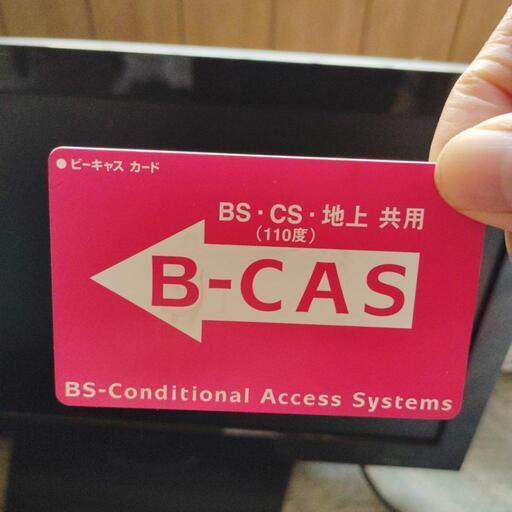 ● ビーキャス カード
BS・CS・地上 共用
(110度)
B-CAS
BS-Conditional Access Systems